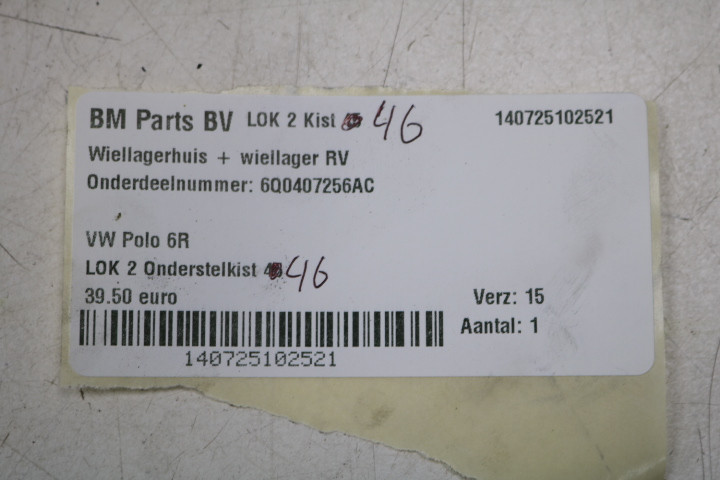 BM Parts BV LOK 2 Kist 46 140725102521
Wiellagerhuis + wiellager RV
Onderdeelnummer: 6Q0407256AC
VW Polo 6R
LOK 2 Onderstelkist 46
39.50 euro Verz: 15
Aantal: 1
140725102521